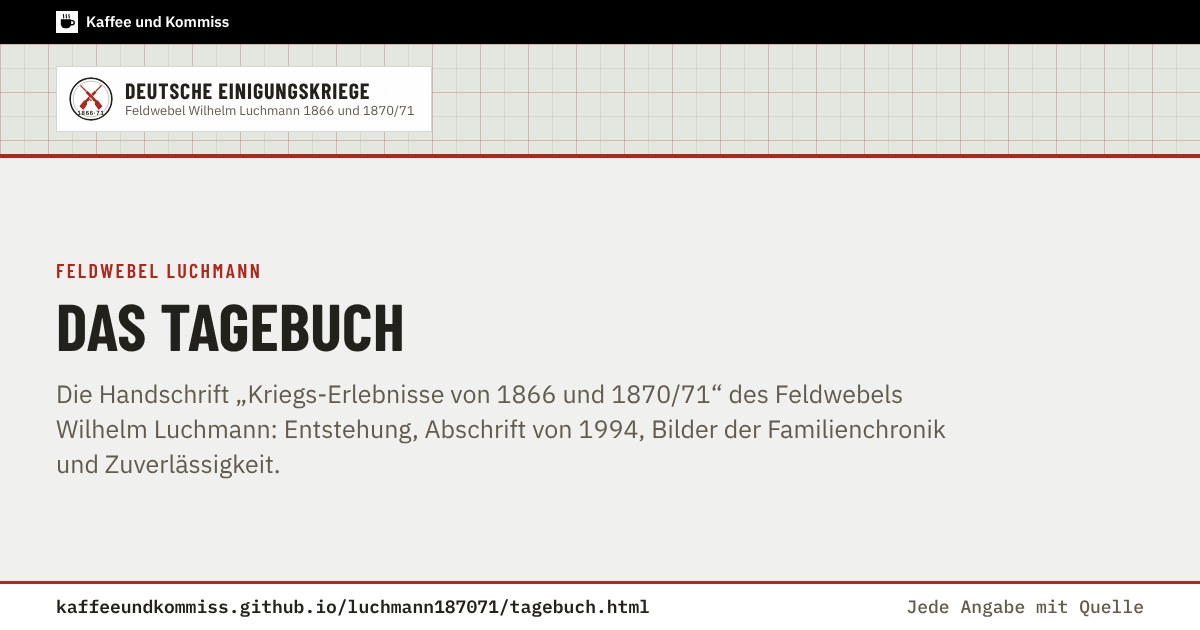 Kaffee und Kommiss
DEUTSCHE EINIGUNGSKRIEGE
Feldwebel Wilhelm Luchmann 1866 und 1870/71
1866·71
FELDWEBEL LUCHMANN
DAS TAGEBUCH
Die Handschrift „Kriegs-Erlebnisse von 1866 und 1870/71“ des Feldwebels
Wilhelm Luchmann: Entstehung, Abschrift von 1994, Bilder der Familienchronik
und Zuverlässigkeit.
kaffeeundkommiss.github.io/luchmann187071/tagebuch.html
Jede Angabe mit Quelle